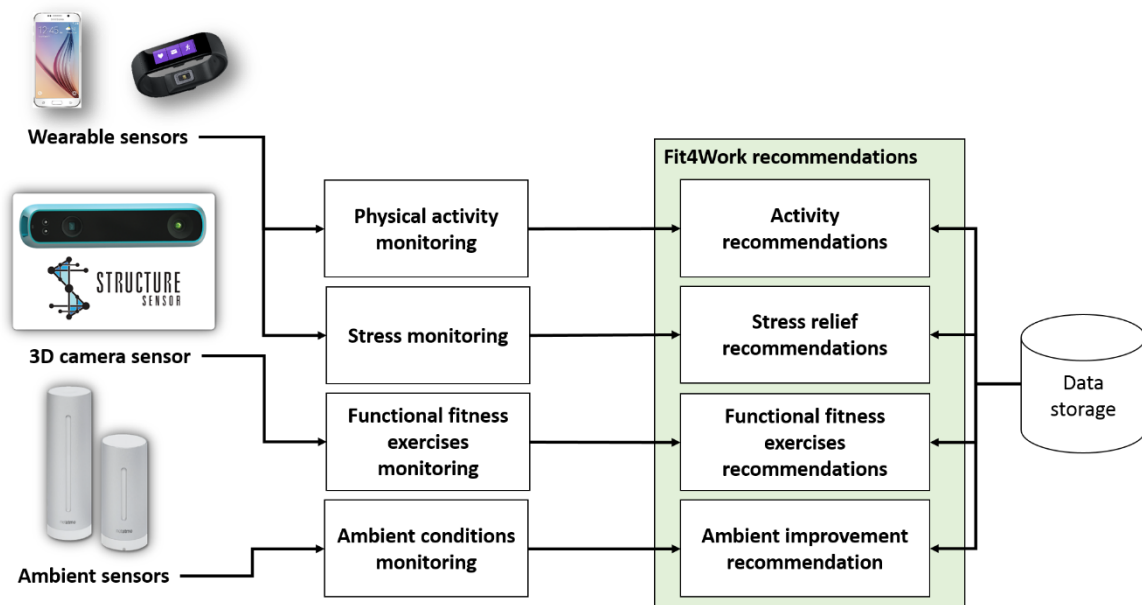 Wearable sensors
STRUCTURE
SENSOR
3D camera sensor
Ambient sensors
Physical activity
monitoring
Stress monitoring
Functional fitness
exercises
monitoring
Ambient conditions
monitoring
Fit4Work recommendations
Activity
recommendations
Stress relief
recommendations
Functional fitness
exercises
recommendations
Ambient improvement
recommendation
Data
storage